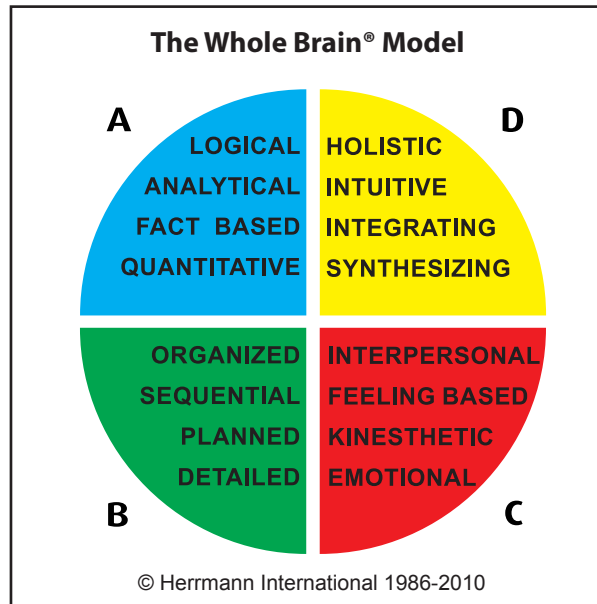 The Whole Brain® Model
A
LOGICAL
ANALYTICAL
FACT BASED
QUANTITATIVE
D
HOLISTIC
INTUITIVE
INTEGRATING
SYNTHESIZING
B
ORGANIZED
SEQUENTIAL
PLANNED
DETAILED
C
INTERPERSONAL
FEELING BASED
KINESTHETIC
EMOTIONAL
© Herrmann International 1986-2010